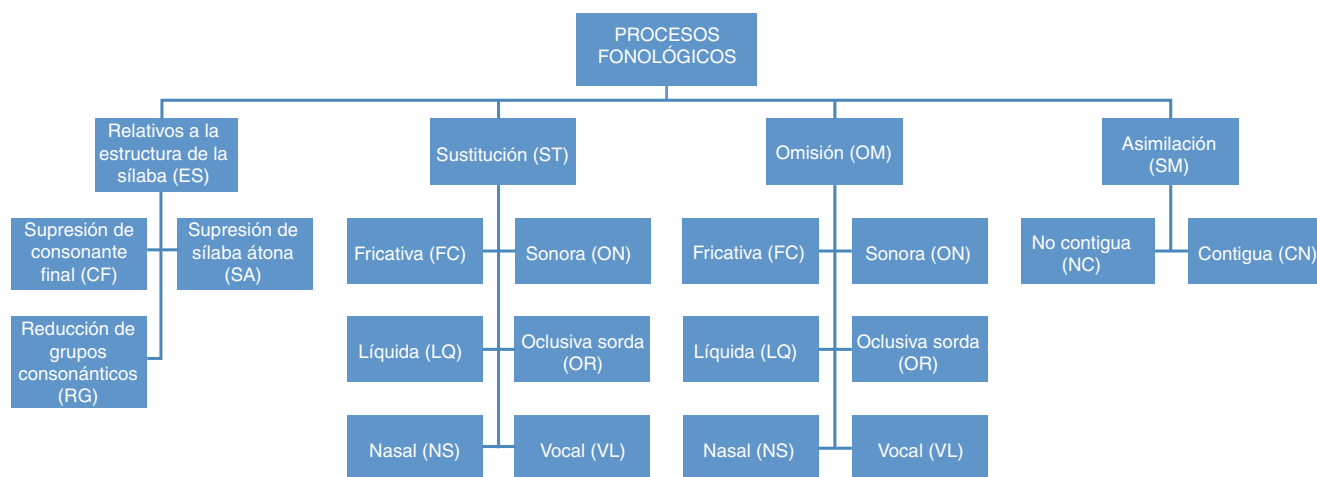 PROCESOS
FONOLÓGICOS
Relativos a la
estructura de la
sílaba (ES)
Sustitución (ST)
Omisión (OM)
Asimilación
(SM)
Supresión de
consonante
final (CF)
Supresión de
sílaba átona
(SA)
Fricativa (FC)
Sonora (ON)
Fricativa (FC)
Sonora (ON)
No contigua
(NC)
Contigua (CN)
Reducción de
grupos
consonánticos
(RG)
Líquida (LQ)
Oclusiva sorda
(OR)
Líquida (LQ)
Oclusiva sorda
(OR)
Nasal (NS)
Vocal (VL)
Nasal (NS)
Vocal (VL)